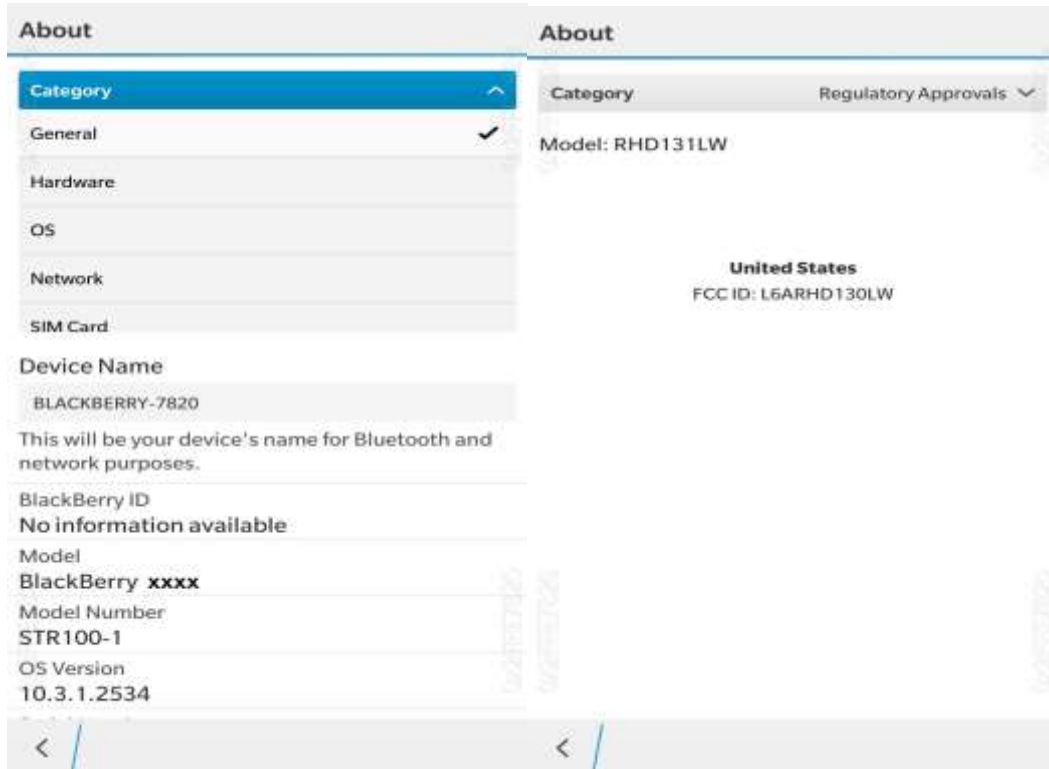 About
Category
General
Hardware
OS
Network
SIM Card
Device Name
BLACKBERRY-7820
This will be your device's name for Bluetooth and
network purposes.
BlackBerry ID
No information available
Model
BlackBerry xxxx
Model Number
STR100-1
OS Version
10.3.1.2534
About
Category Regulatory Approvals
Model: RHD131LW
United States
FCC ID: L6ARHD130LW